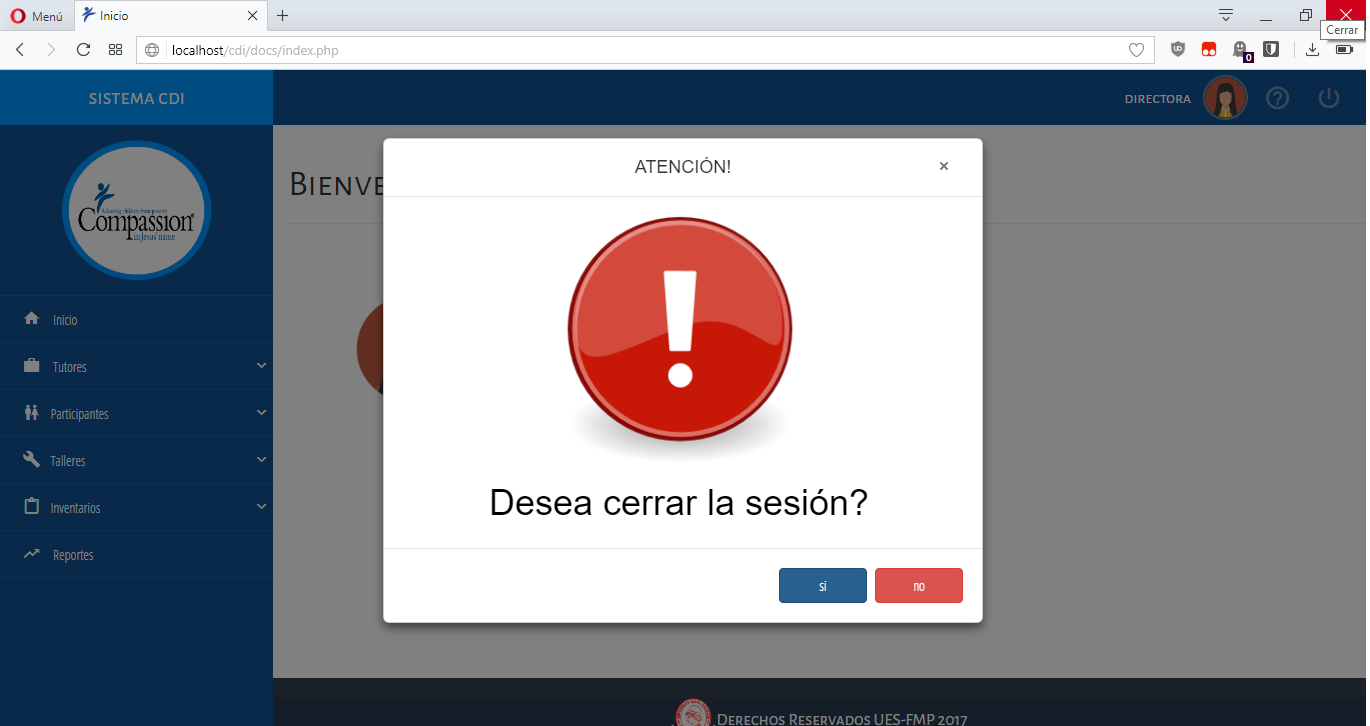 Menú
Inicio
Cerrar
localhost/cdi/docs/index.php
0
SISTEMA CDI
DIRECTORA
ATENCIÓN!
×
BIENVE
Releasing children from poverty
Compassion®
in Jesus' name
Inicio
Tutores
Participantes
Talleres
Inventarios
Reportes
Desea cerrar la sesión?
si
no
DERECHOS RESERVADOS UES-FMP 2017